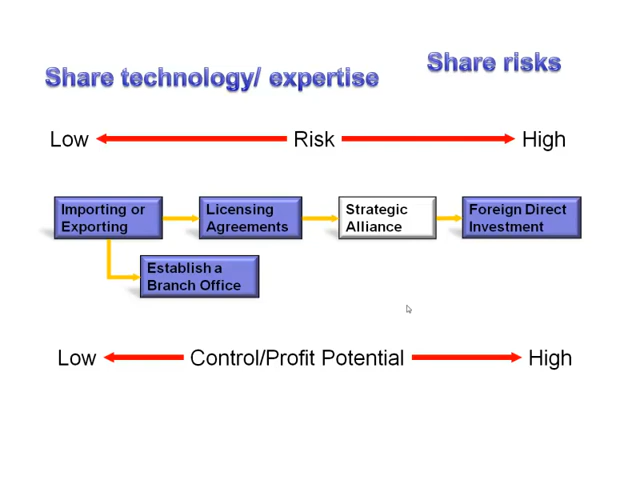 Share technology/ expertise
Share risks
Low Risk High
Importing or
Exporting
Licensing
Agreements
Strategic
Alliance
Foreign Direct
Investment
Establish a
Branch Office
Low Control/Profit Potential High